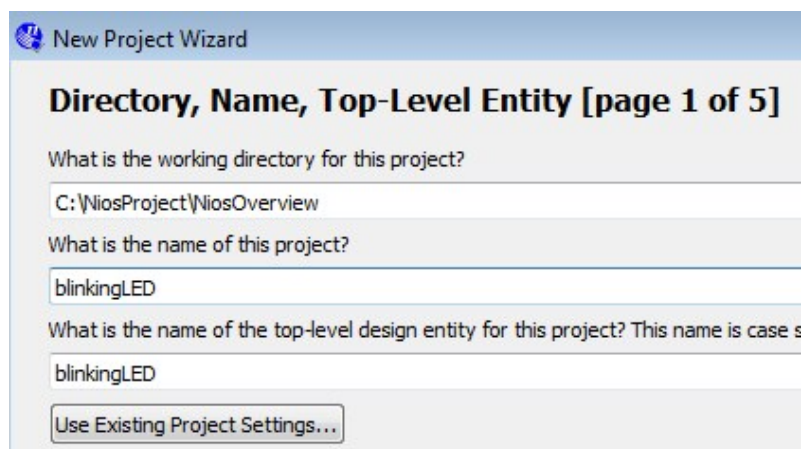 New Project Wizard
Directory, Name, Top-Level Entity [page 1 of 5]
What is the working directory for this project?
C:\NiosProject\NiosOverview
What is the name of this project?
blinkingLED
What is the name of the top-level design entity for this project? This name is case s
blinkingLED
Use Existing Project Settings...